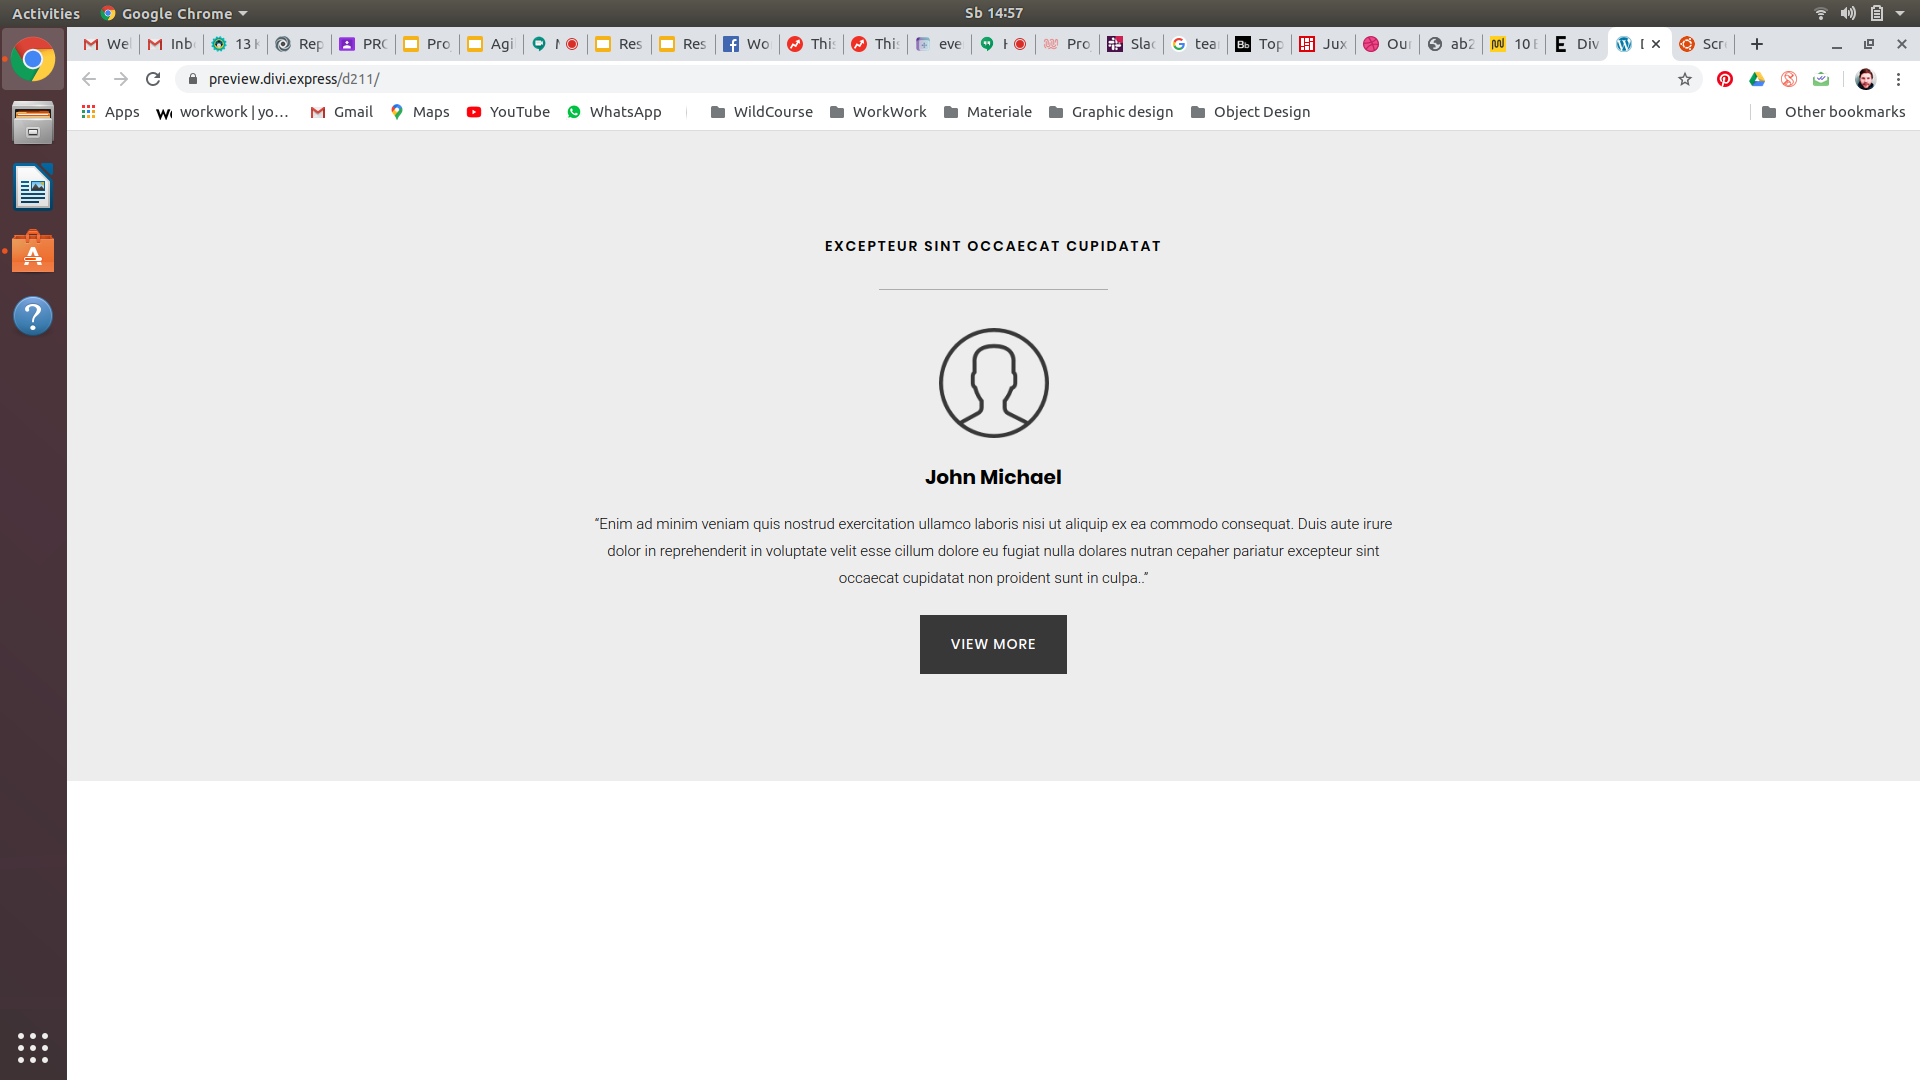 Activities
Google Chrome
Sb 14:57
We
Inb
13
Rep
PRO
Pro
Agi
Res
Res
Wo
This
This
eve
Pro
Slac
tea
Top
Jux
Our
ab2
10
Div
Scr
preview.divi.express/d211/
Apps
workwork | yo...
Gmail
Maps
YouTube
WhatsApp
WildCourse
WorkWork
Materiale
Graphic design
Object Design
Other bookmarks
EXCEPTEUR SINT OCCAECAT CUPIDATAT
John Michael
“Enim ad minim veniam quis nostrud exercitation ullamco laboris nisi ut aliquip ex ea commodo consequat. Duis aute irure
dolor in reprehenderit in voluptate velit esse cillum dolore eu fugiat nulla dolares nutran cepaher pariatur excepteur sint
occaecat cupidatat non proident sunt in culpa..”
VIEW MORE